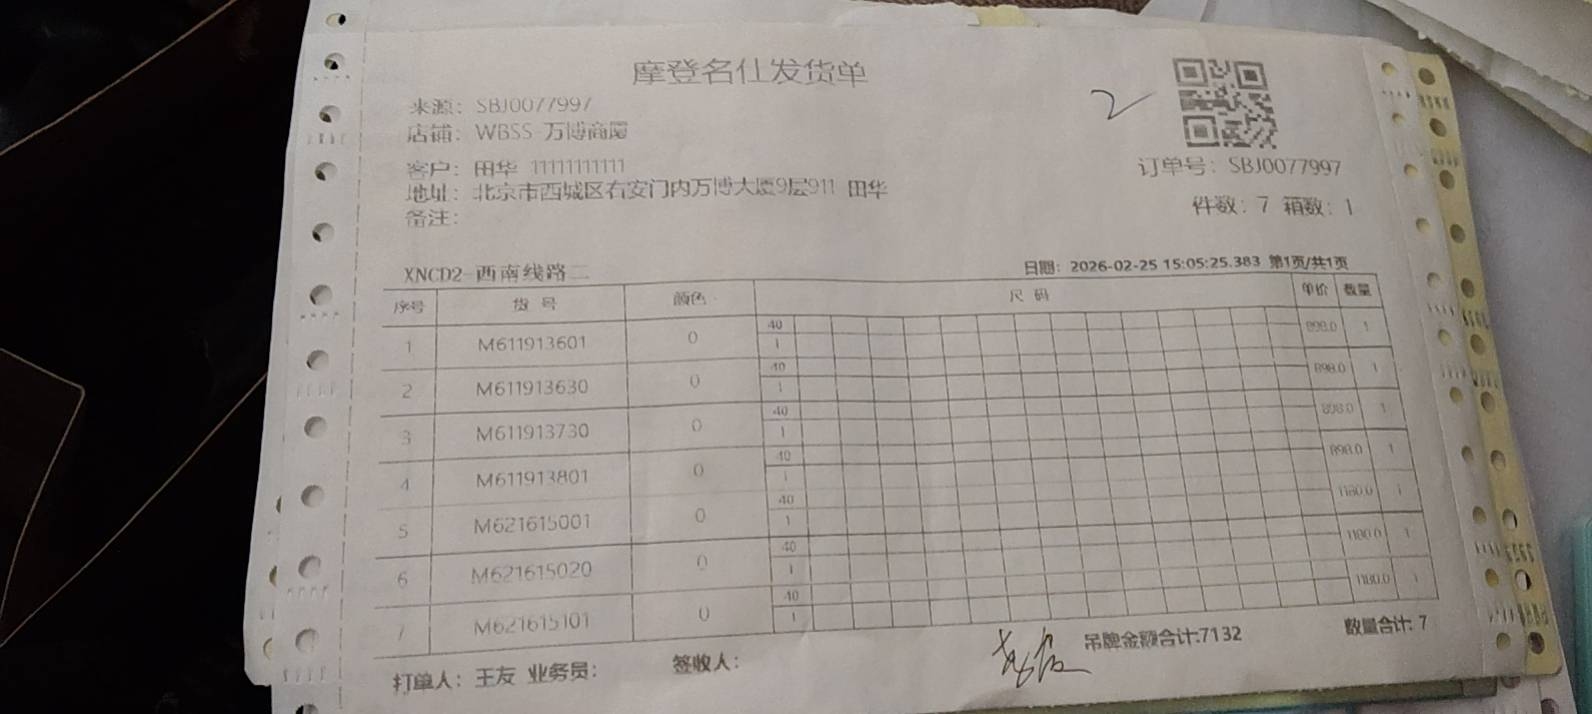 摩登名仕发货单
2
来源：SBJ0077997
店铺：WBSS-万博商厦
客户：田华 11111111111
订单号：SBJ0077997
地址：北京市西城区右安门内万博大厦9层911 田华
备注：
件数：7 箱数：1
XNCD2-西南线路二
日期：2026-02-25 15:05:25.383 第1页/共1页
序号 货号 颜色 尺码 单价 数量
1 M611913601 0 40 898.0 1
1
2 M611913630 0 40 898.0 1
1
3 M611913730 0 40 898.0 1
1
4 M611913801 0 40 898.0 1
1
5 M621615001 0 40 1180.0 1
1
6 M621615020 0 40 1180.0 1
1
7 M621615101 0 40 1180.0 1
1
吊牌金额合计:7132
数量合计: 7
打单人：王友 业务员： 签收人：